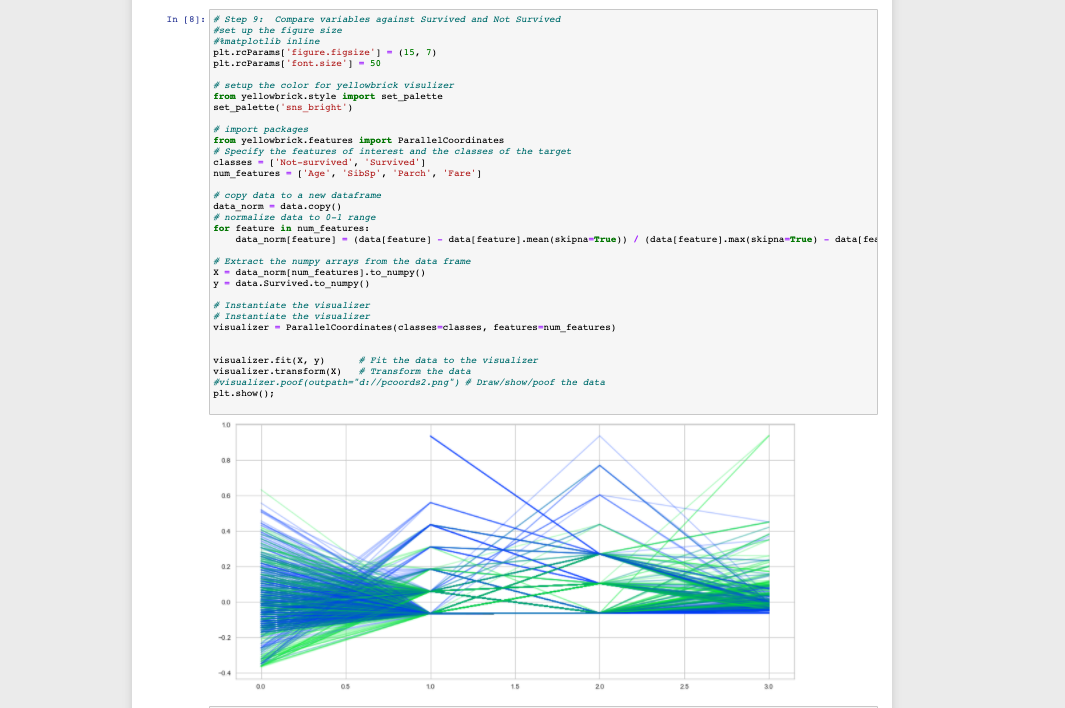 In [8]:
# Step 9:  Compare variables against Survived and Not Survived
#set up the figure size
#%matplotlib inline
plt.rcParams['figure.figsize'] = (15, 7)
plt.rcParams['font.size'] = 50
# setup the color for yellowbrick visulizer
from yellowbrick.style import set_palette
set_palette('sns_bright')
# import packages
from yellowbrick.features import ParallelCoordinates
# Specify the features of interest and the classes of the target
classes = ['Not-survived', 'Survived']
num_features = ['Age', 'SibSp', 'Parch', 'Fare']
# copy data to a new dataframe
data_norm = data.copy()
# normalize data to 0-1 range
for feature in num_features:
    data_norm[feature] = (data[feature] - data[feature].mean(skipna=True)) / (data[feature].max(skipna=True) - data[fea
# Extract the numpy arrays from the data frame
X = data_norm[num_features].to_numpy()
y = data.Survived.to_numpy()
# Instantiate the visualizer
# Instantiate the visualizer
visualizer = ParallelCoordinates(classes=classes, features=num_features)
visualizer.fit(X, y)      # Fit the data to the visualizer
visualizer.transform(X)   # Transform the data
#visualizer.poof(outpath="d://pcoords2.png") # Draw/show/poof the data
plt.show();
1.0
0.8
0.6
0.4
0.2
0.0
−0.2
−0.4
0.0 0.5 1.0 1.5 2.0 2.5 3.0